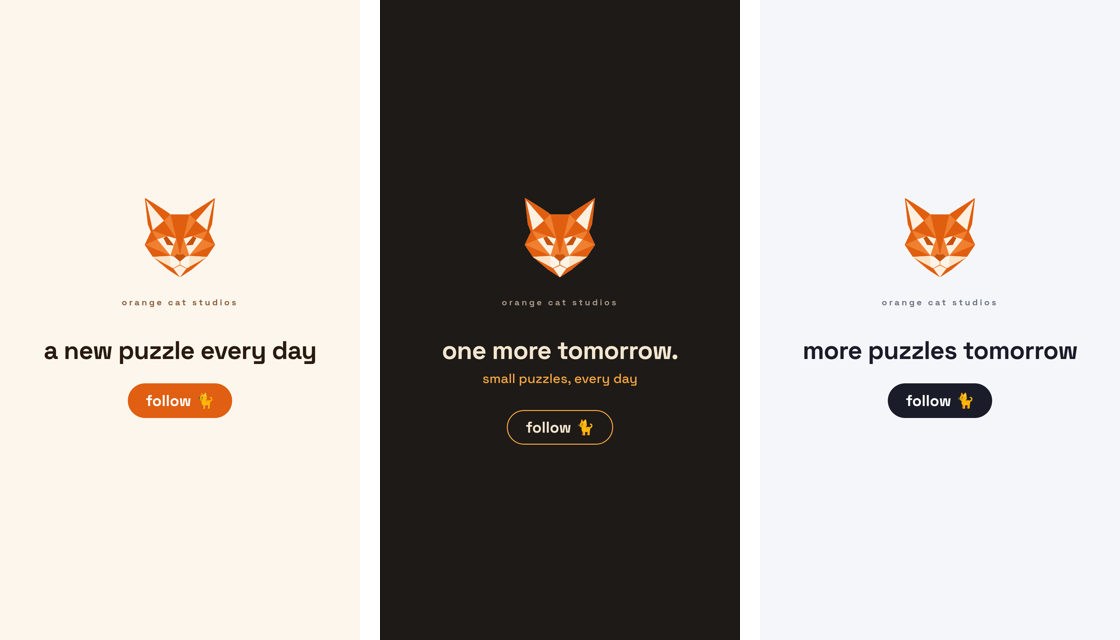 orange cat studios
a new puzzle every day
follow 🐈
orange cat studios
one more tomorrow.
small puzzles, every day
follow 🐈
orange cat studios
more puzzles tomorrow
follow 🐈